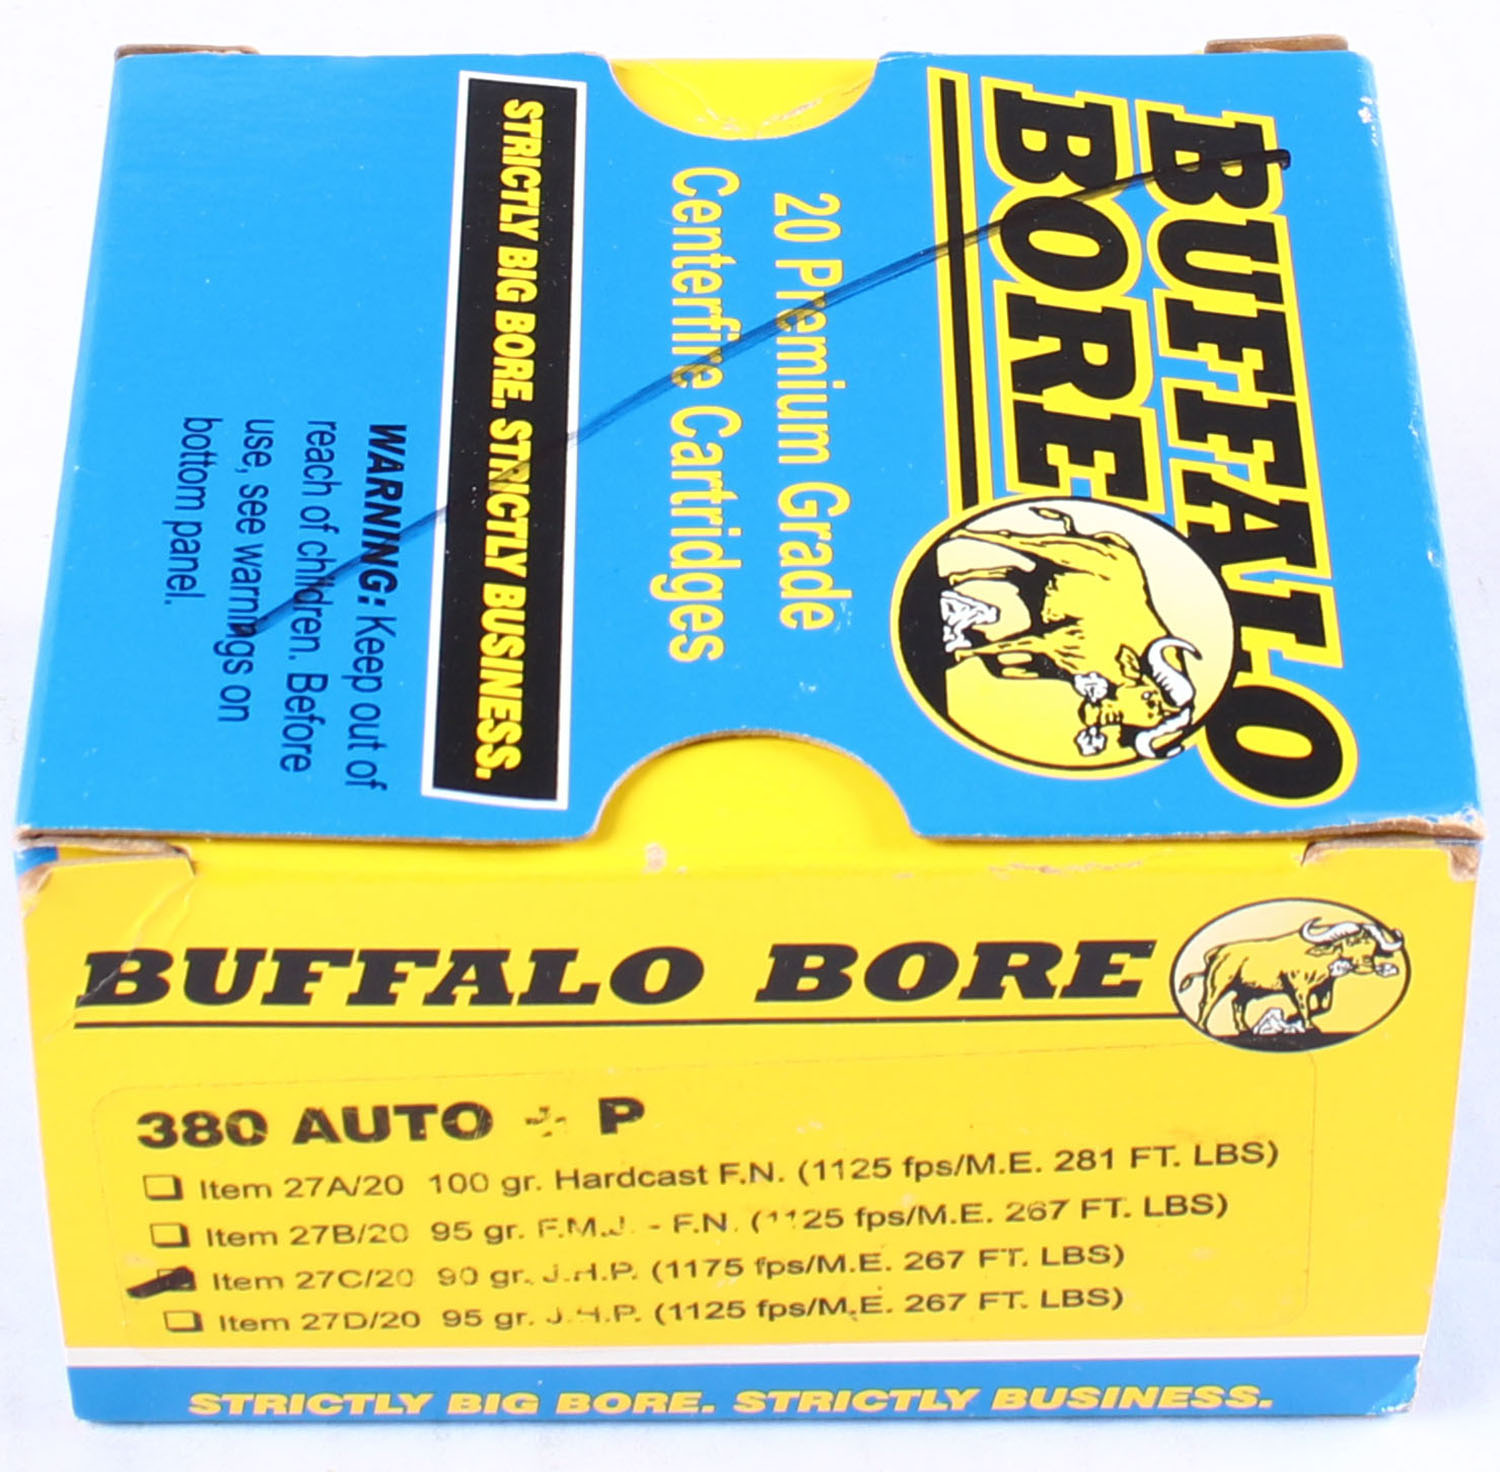 BUFFALO
BORE
20 Premium Grade
Centerfire Cartridges
STRICTLY BIG BORE. STRICTLY BUSINESS.
WARNING: Keep out of
reach of children. Before
use, see warnings on
bottom panel.
BUFFALO BORE
380 AUTO + P
Item 27A/20 100 gr. Hardcast F.N. (1125 fps/M.E. 281 FT. LBS)
Item 27B/20 95 gr. F.M.J. - F.N. (1125 fps/M.E. 267 FT. LBS)
Item 27C/20 90 gr. J.H.P. (1175 fps/M.E. 267 FT. LBS)
Item 27D/20 95 gr. J.H.P. (1125 fps/M.E. 267 FT. LBS)
STRICTLY BIG BORE. STRICTLY BUSINESS.